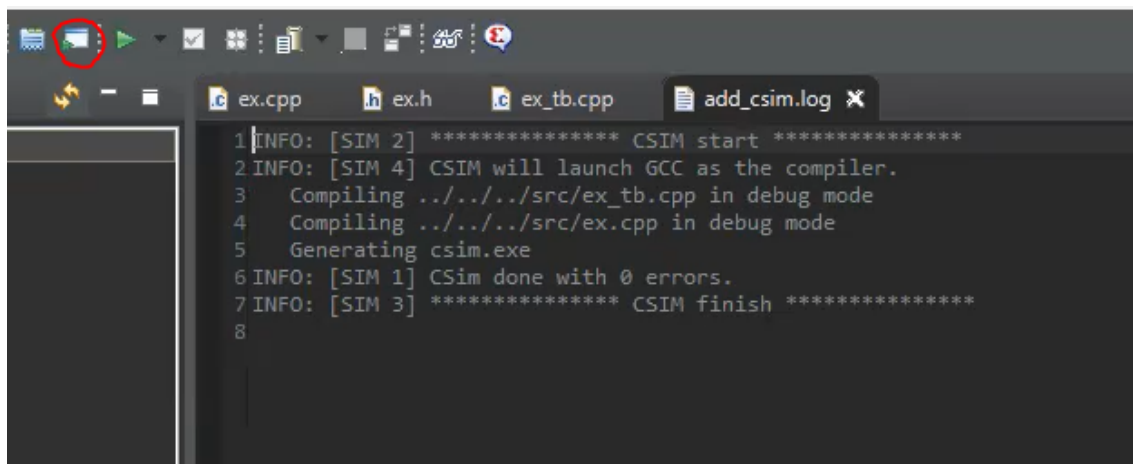 ex.cpp ex.h ex_tb.cpp add_csim.log
1 INFO: [SIM 2] *************** CSIM start ***************
2 INFO: [SIM 4] CSIM will launch GCC as the compiler.
3 Compiling ../../../src/ex_tb.cpp in debug mode
4 Compiling ../../../src/ex.cpp in debug mode
5 Generating csim.exe
6 INFO: [SIM 1] CSim done with 0 errors.
7 INFO: [SIM 3] *************** CSIM finish ***************
8